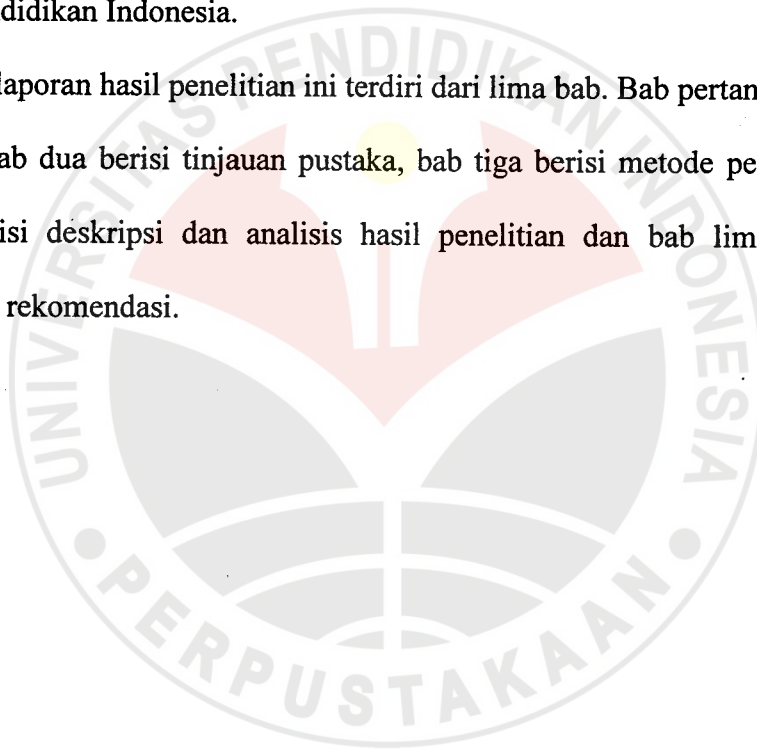 didikan Indonesia.
laporan hasil penelitian ini terdiri dari lima bab. Bab pertan
ab dua berisi tinjauan pustaka, bab tiga berisi metode pe
isi deskripsi dan analisis hasil penelitian dan bab lim
rekomendasi.
UNIVERSITAS PENDIDIKAN INDONESIA
PERPUSTAKAAN